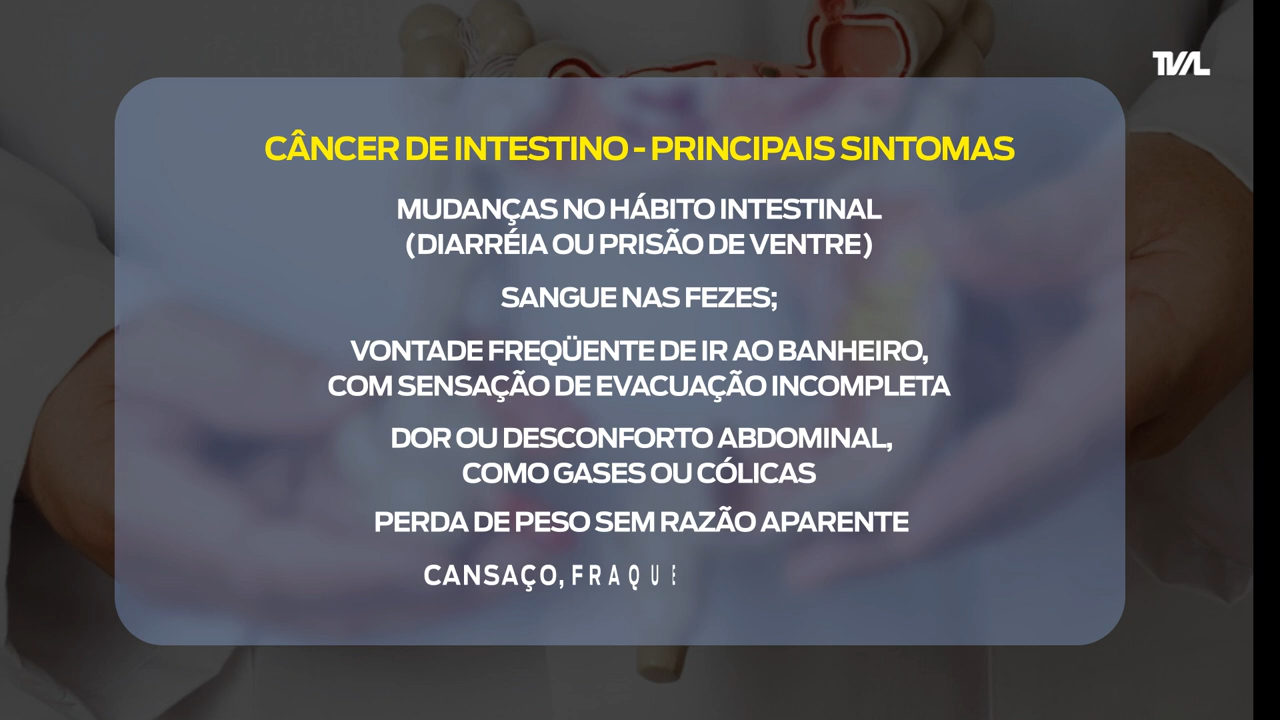 TVAL
CÂNCER DE INTESTINO - PRINCIPAIS SINTOMAS
MUDANÇAS NO HÁBITO INTESTINAL
(DIARRÉIA OU PRISÃO DE VENTRE)
SANGUE NAS FEZES;
VONTADE FREQÜENTE DE IR AO BANHEIRO,
COM SENSAÇÃO DE EVACUAÇÃO INCOMPLETA
DOR OU DESCONFORTO ABDOMINAL,
COMO GASES OU CÓLICAS
PERDA DE PESO SEM RAZÃO APARENTE
CANSAÇO, FRAQUE